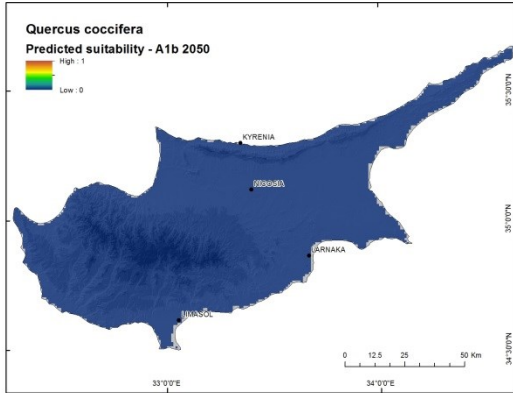 Quercus coccifera
Predicted suitability - A1b 2050
High : 1
Low : 0
KYRENIA
NICOSIA
LARNAKA
LIMASOL
35°30'0"N
35°0'0"N
34°30'0"N
0 12.5 25 50 Km
33°0'0"E 34°0'0"E